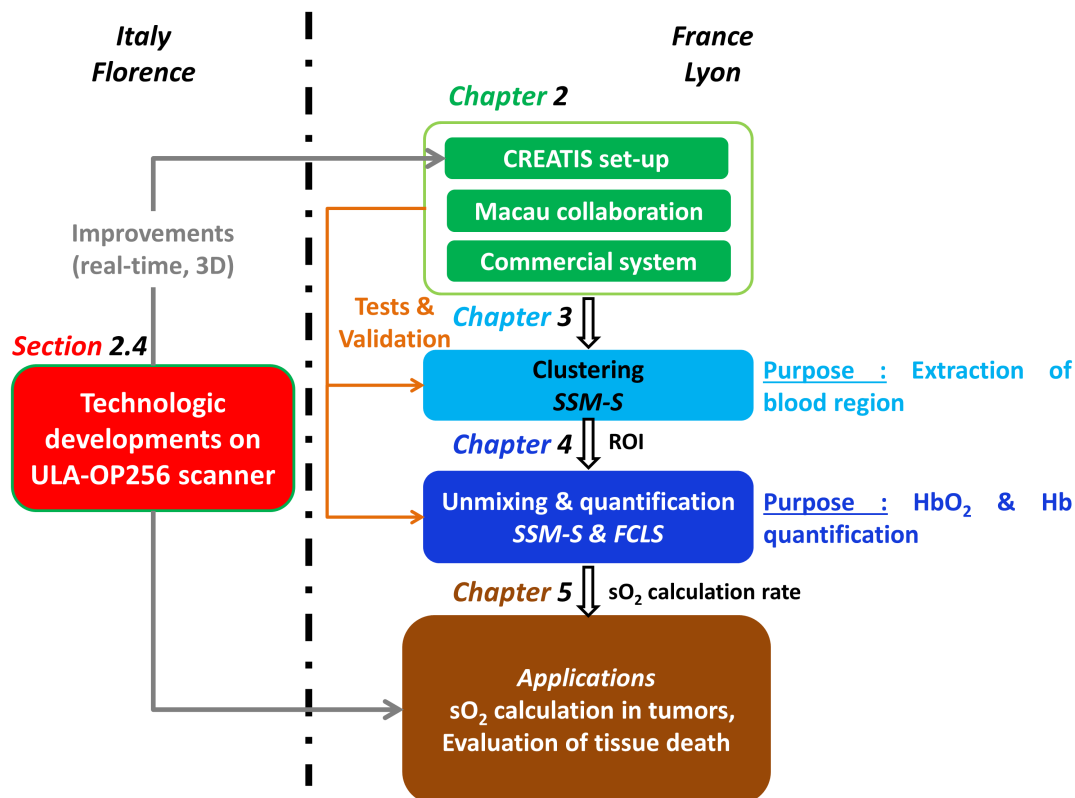 Italy
Florence
France
Lyon
Chapter 2
CREATIS set-up
Macau collaboration
Commercial system
Improvements
(real-time, 3D)
Tests &
Validation
Chapter 3
Section 2.4
Technologic
developments on
ULA-OP256 scanner
Clustering
SSM-S
Purpose : Extraction of
blood region
Chapter 4
ROI
Unmixing & quantification
SSM-S & FCLS
Purpose : HbO₂ & Hb
quantification
Chapter 5
sO₂ calculation rate
Applications
sO₂ calculation in tumors,
Evaluation of tissue death